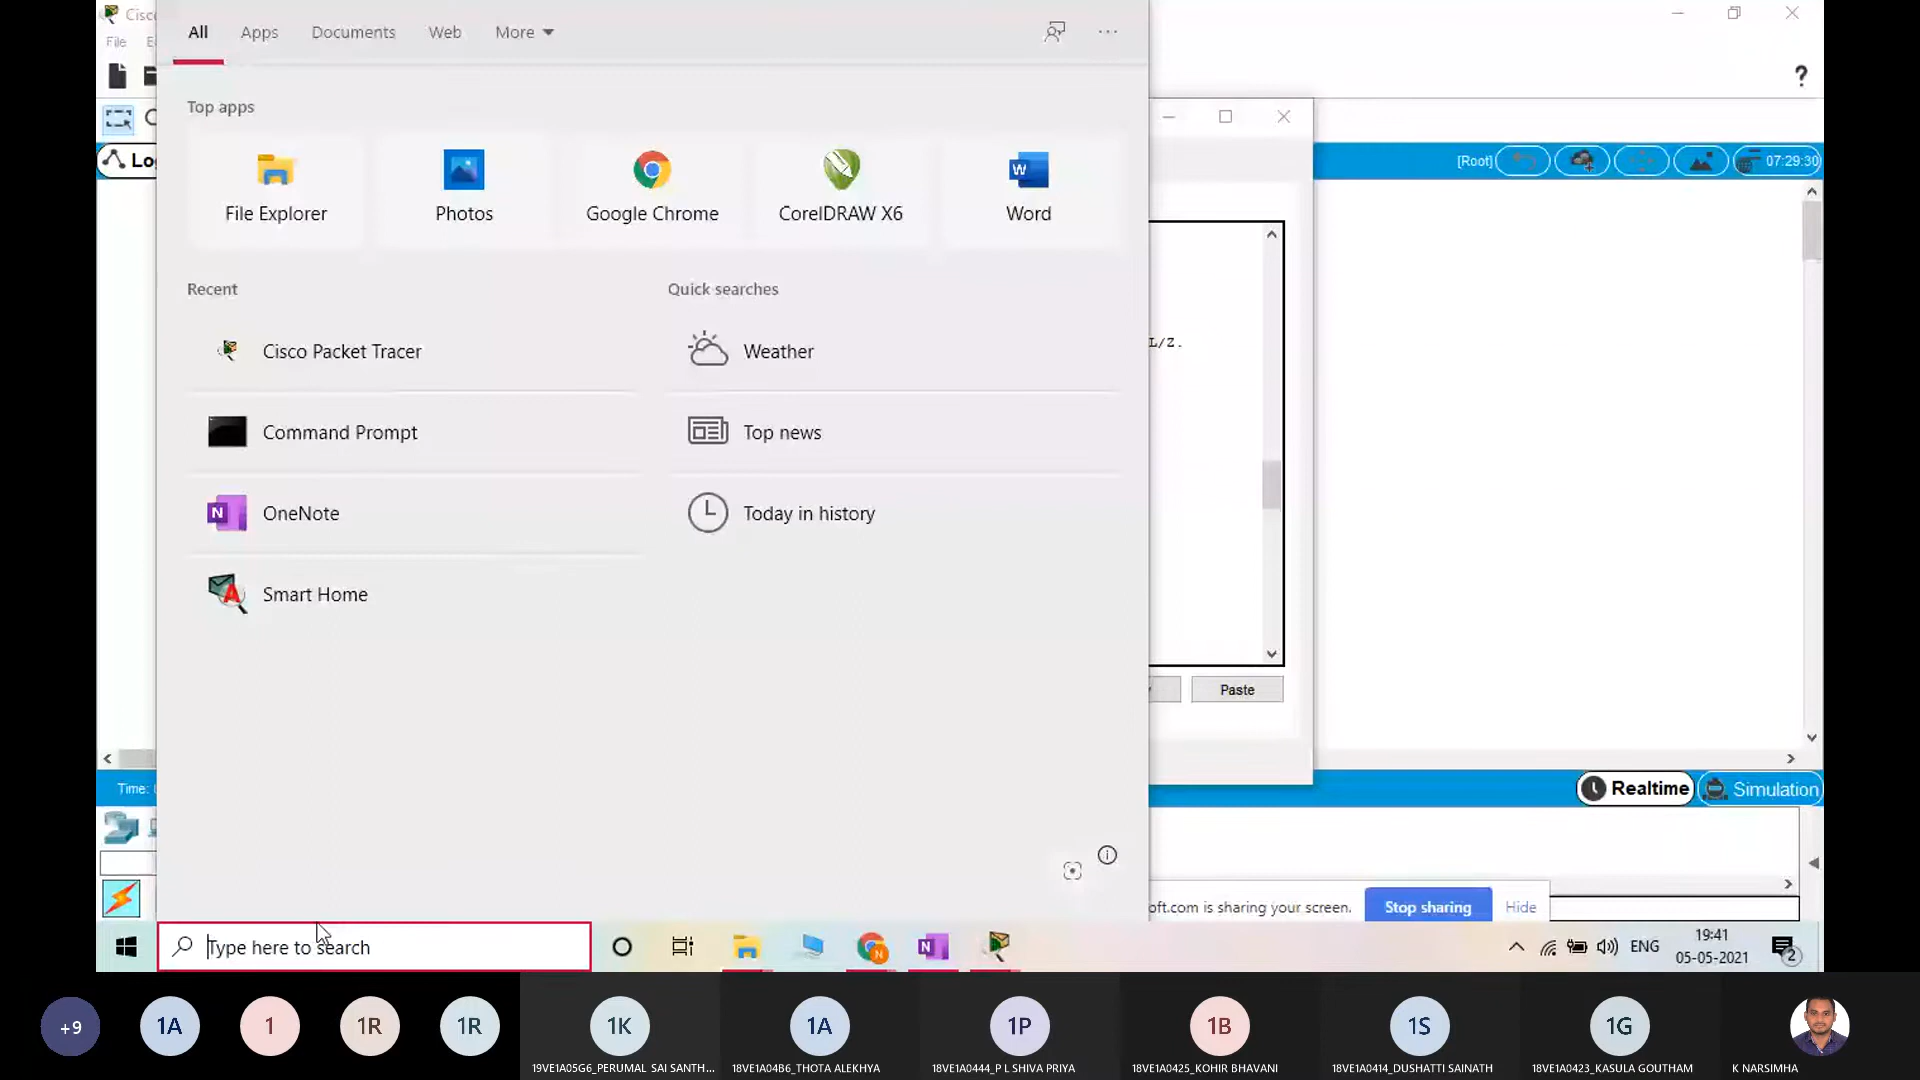 Cisc
File E
All Apps Documents Web More
Top apps
File Explorer Photos Google Chrome CorelDRAW X6 Word
Recent Quick searches
Cisco Packet Tracer Weather
Command Prompt Top news
OneNote Today in history
Smart Home
?
Lo
[Root] 07:29:30
L/Z.
Paste
Time:
Realtime Simulation
oft.com is sharing your screen. Stop sharing Hide
Type here to search
ENG
19:41
05-05-2021
2
+9 1A 1 1R 1R 1K 1A 1P 1B 1S 1G
19VE1A05G6_PERUMAL SAI SANTH... 18VE1A04B6_THOTA ALEKHYA 18VE1A0444_P L SHIVA PRIYA 18VE1A0425_KOHIR BHAVANI 18VE1A0414_DUSHATTI SAINATH 18VE1A0423_KASULA GOUTHAM K NARSIMHA